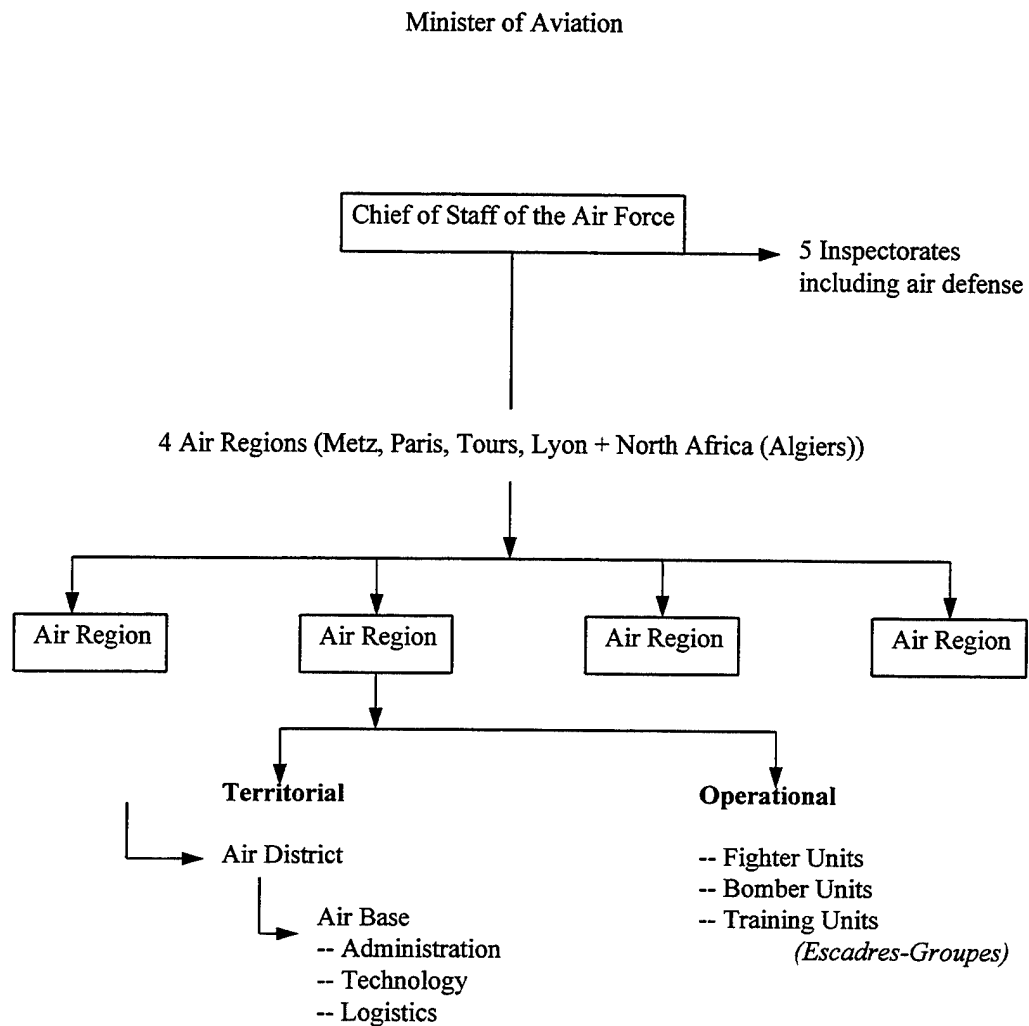 Minister of Aviation
Chief of Staff of the Air Force
5 Inspectorates
including air defense
4 Air Regions (Metz, Paris, Tours, Lyon + North Africa (Algiers))
Air Region
Air Region
Air Region
Air Region
Territorial
Operational
Air District
-- Fighter Units
-- Bomber Units
-- Training Units
(Escadres-Groupes)
Air Base
-- Administration
-- Technology
-- Logistics